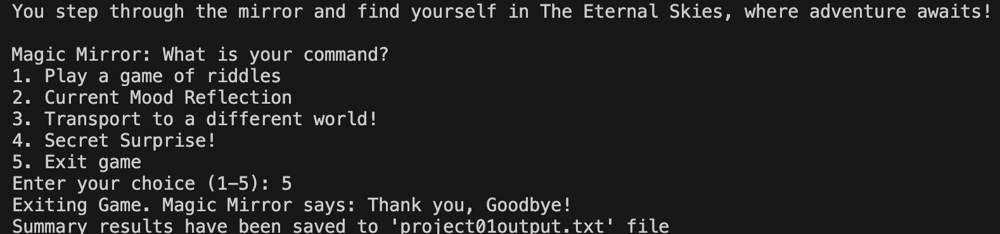 You step through the mirror and find yourself in The Eternal Skies, where adventure awaits!
Magic Mirror: What is your command?
1. Play a game of riddles
2. Current Mood Reflection
3. Transport to a different world!
4. Secret Surprise!
5. Exit game
Enter your choice (1-5): 5
Exiting Game. Magic Mirror says: Thank you, Goodbye!
Summary results have been saved to 'project01output.txt' file